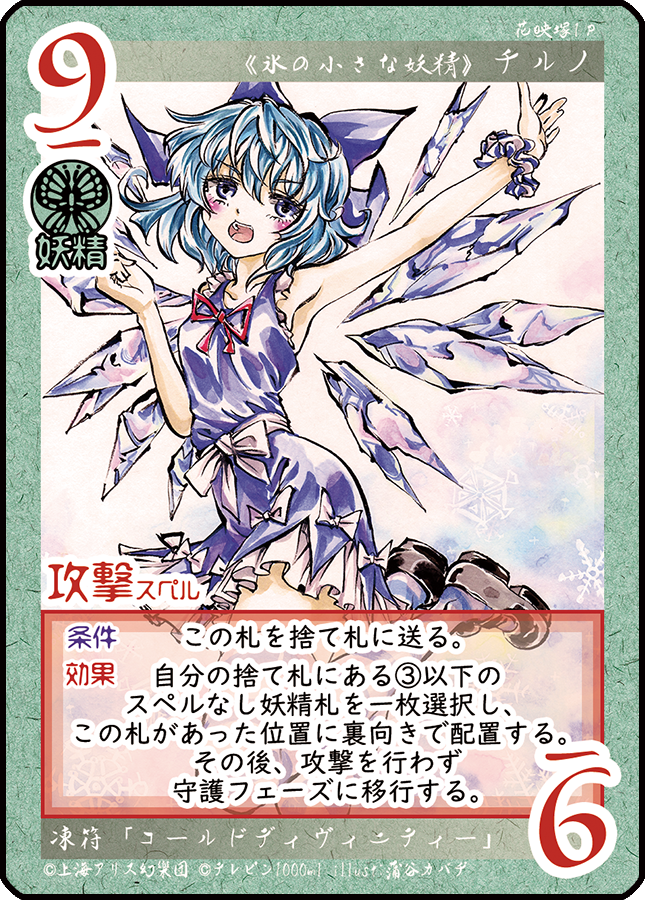 花映塚1P
9
《氷の小さな妖精》 チルノ
妖精
攻撃スペル
条件 この札を捨て札に送る。
効果 自分の捨て札にある③以下の
スペルなし妖精札を一枚選択し、
この札があった位置に裏向きで配置する。
その後、攻撃を行わず
守護フェーズに移行する。
9
凍符「コールドディヴィニティー」
©上海アリス幻樂団 ©テレピン1000ml illust:蒲谷カバヂ